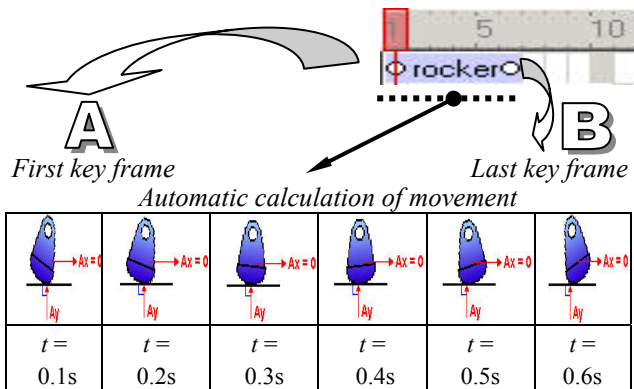 1 5 10
rocker
A B
First key frame Last key frame
Automatic calculation of movement
Ax = 0 Ax = 0 Ax = 0 Ax = 0 Ax = 0 Ax = 0
Ay Ay Ay Ay Ay Ay
t = t = t = t = t = t =
0.1s 0.2s 0.3s 0.4s 0.5s 0.6s